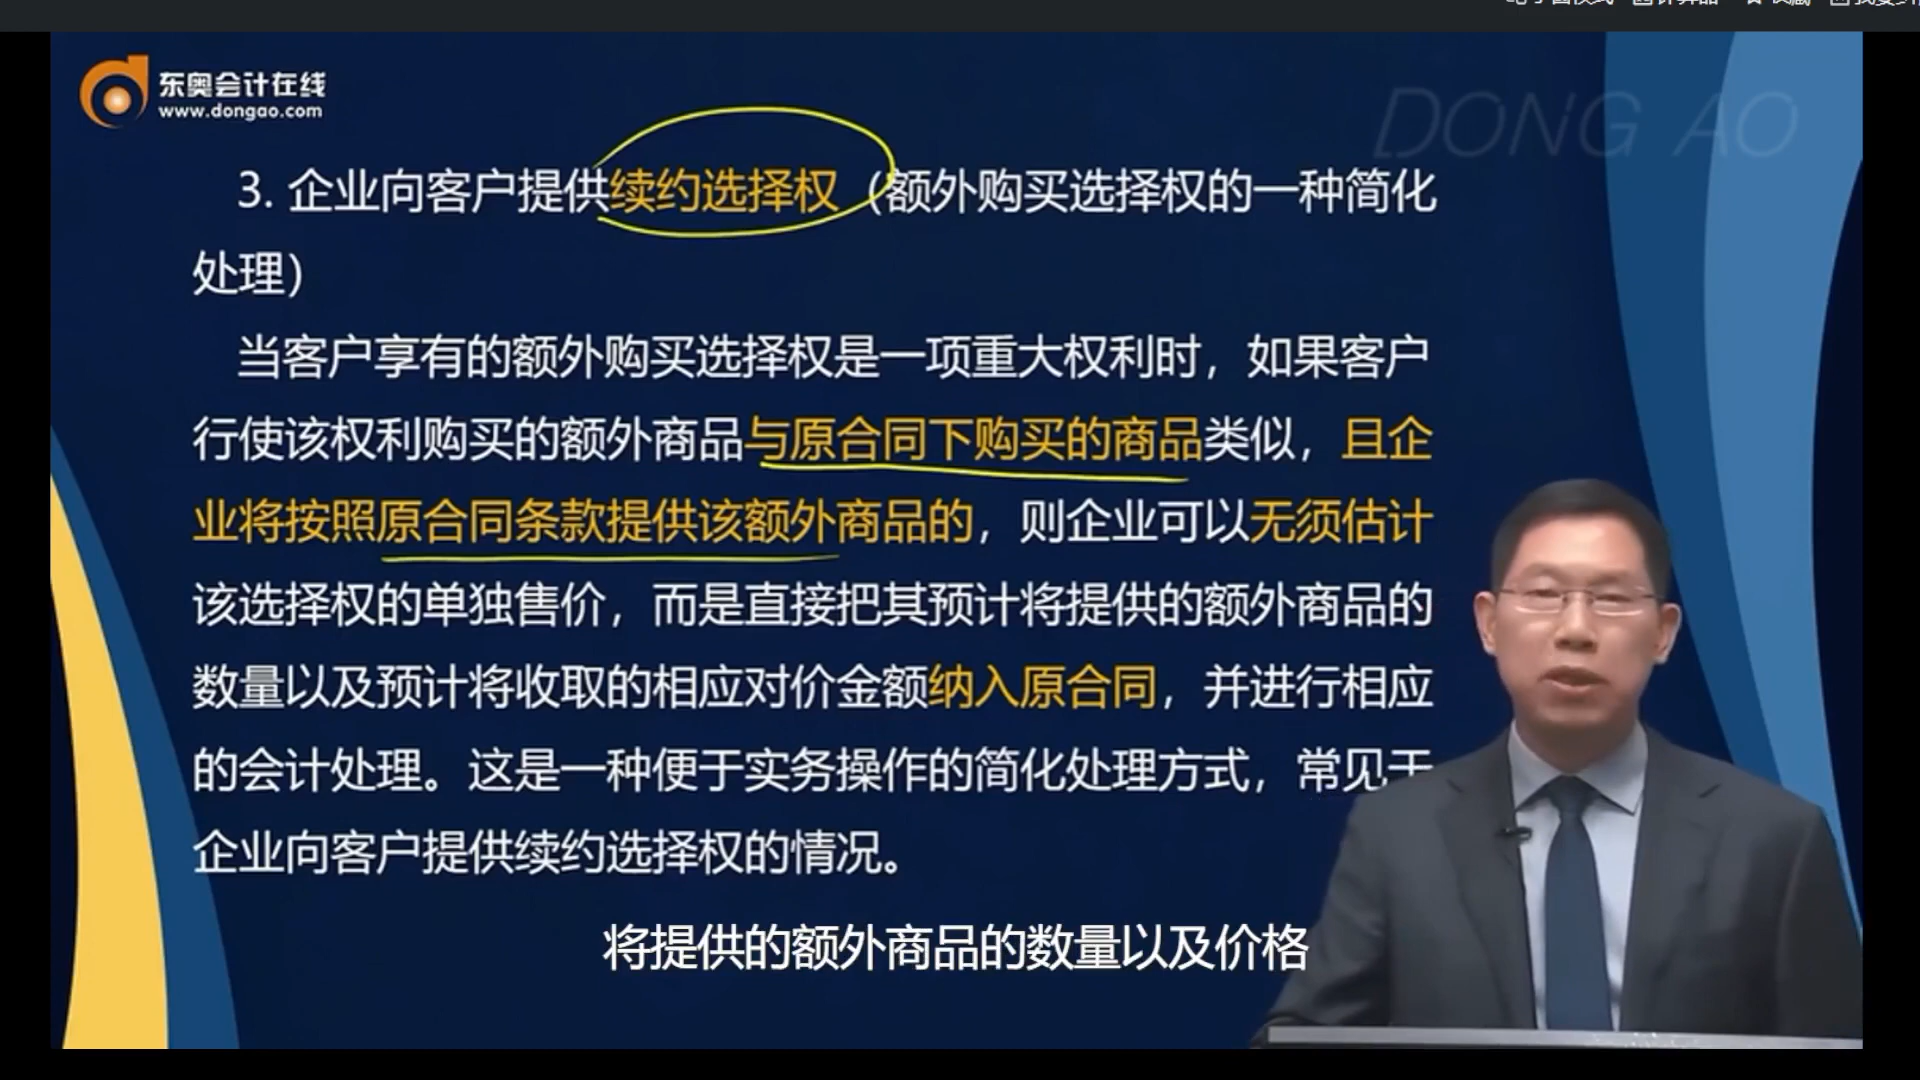 东奥会计在线
www.dongao.com
DONG AO
3. 企业向客户提供续约选择权（额外购买选择权的一种简化
处理）
当客户享有的额外购买选择权是一项重大权利时，如果客户
行使该权利购买的额外商品与原合同下购买的商品类似，且企
业将按照原合同条款提供该额外商品的，则企业可以无须估计
该选择权的单独售价，而是直接把其预计将提供的额外商品的
数量以及预计将收取的相应对价金额纳入原合同，并进行相应
的会计处理。这是一种便于实务操作的简化处理方式，常见于
企业向客户提供续约选择权的情况。
将提供的额外商品的数量以及价格